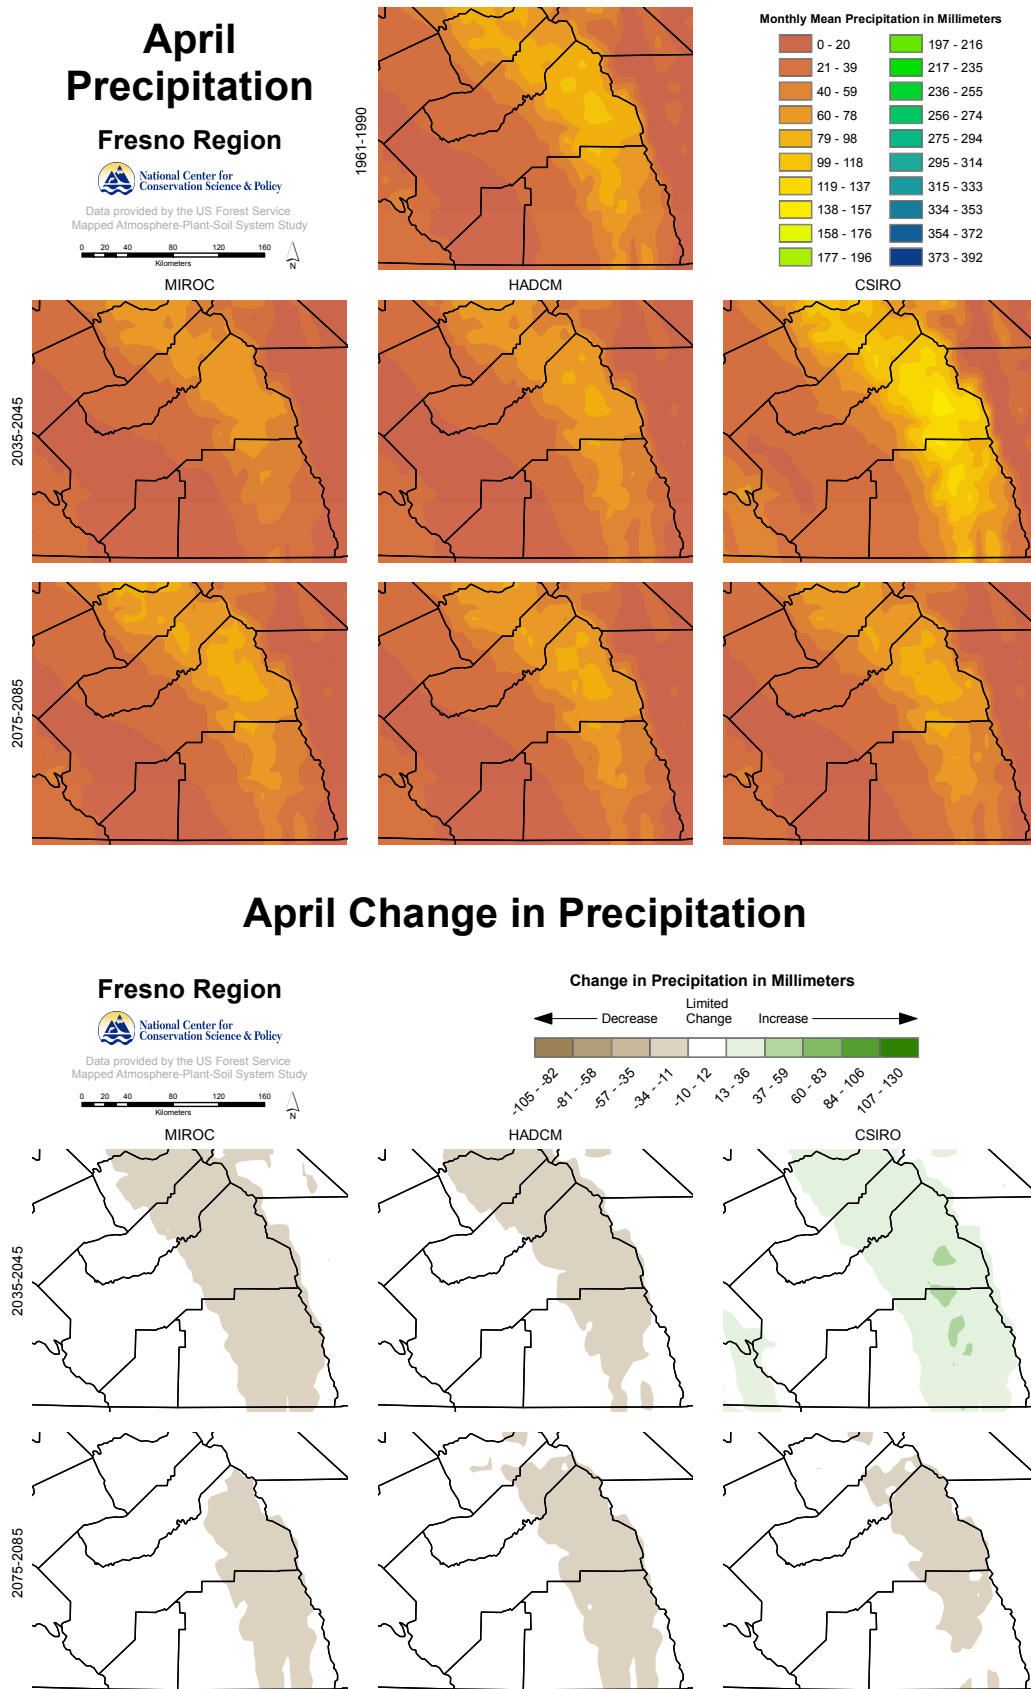 April
Precipitation
Fresno Region
National Center for
Conservation Science & Policy
Data provided by the US Forest Service
Mapped Atmosphere-Plant-Soil System Study
0 20 40 80 120 160
Kilometers
N
1961-1990
Monthly Mean Precipitation in Millimeters
0 - 20
21 - 39
40 - 59
60 - 78
79 - 98
99 - 118
119 - 137
138 - 157
158 - 176
177 - 196
197 - 216
217 - 235
236 - 255
256 - 274
275 - 294
295 - 314
315 - 333
334 - 353
354 - 372
373 - 392
MIROC HADCM CSIRO
2035-2045
2075-2085
April Change in Precipitation
Fresno Region
National Center for
Conservation Science & Policy
Data provided by the US Forest Service
Mapped Atmosphere-Plant-Soil System Study
0 20 40 80 120 160
Kilometers
N
Change in Precipitation in Millimeters
Decrease Limited Change Increase
-105 - -82
-81 - -58
-57 - -35
-34 - -11
-10 - 12
13 - 36
37 - 59
60 - 83
84 - 106
107 - 130
MIROC HADCM CSIRO
2035-2045
2075-2085